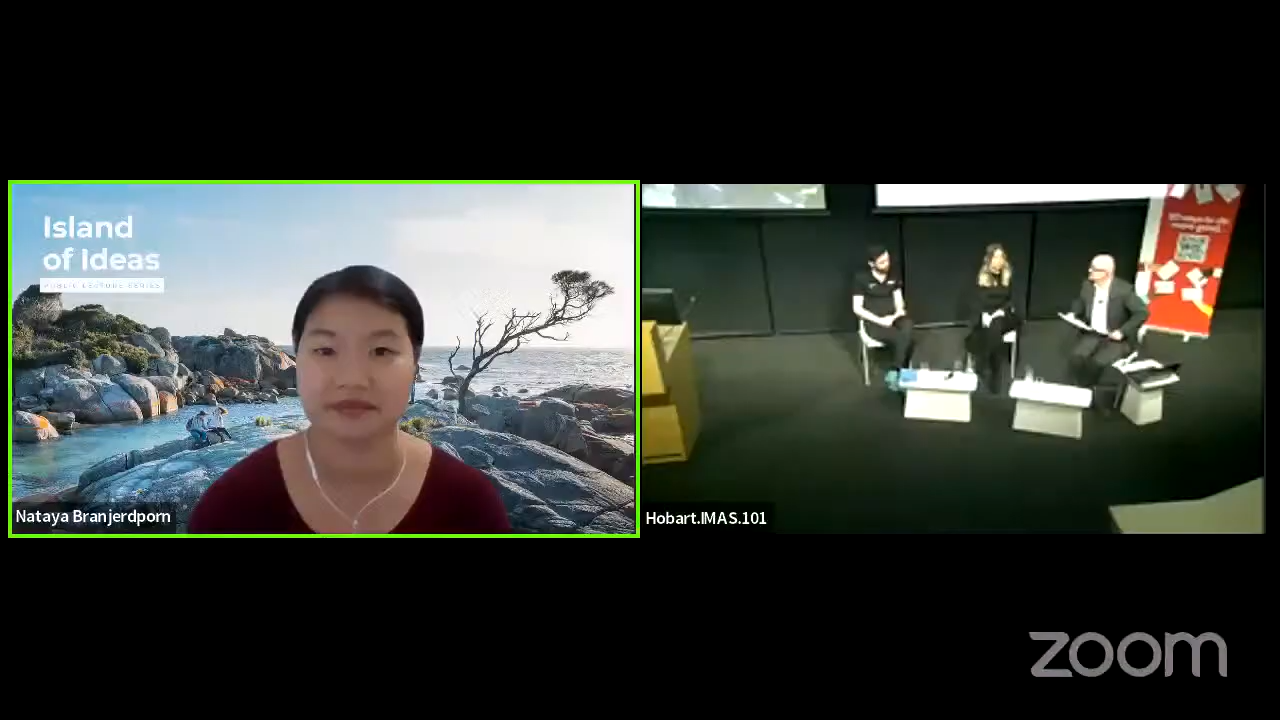 Island
of Ideas
PUBLIC LECTURE SERIES
Nataya Branjerdporn
Hobart.IMAS.101
zoom